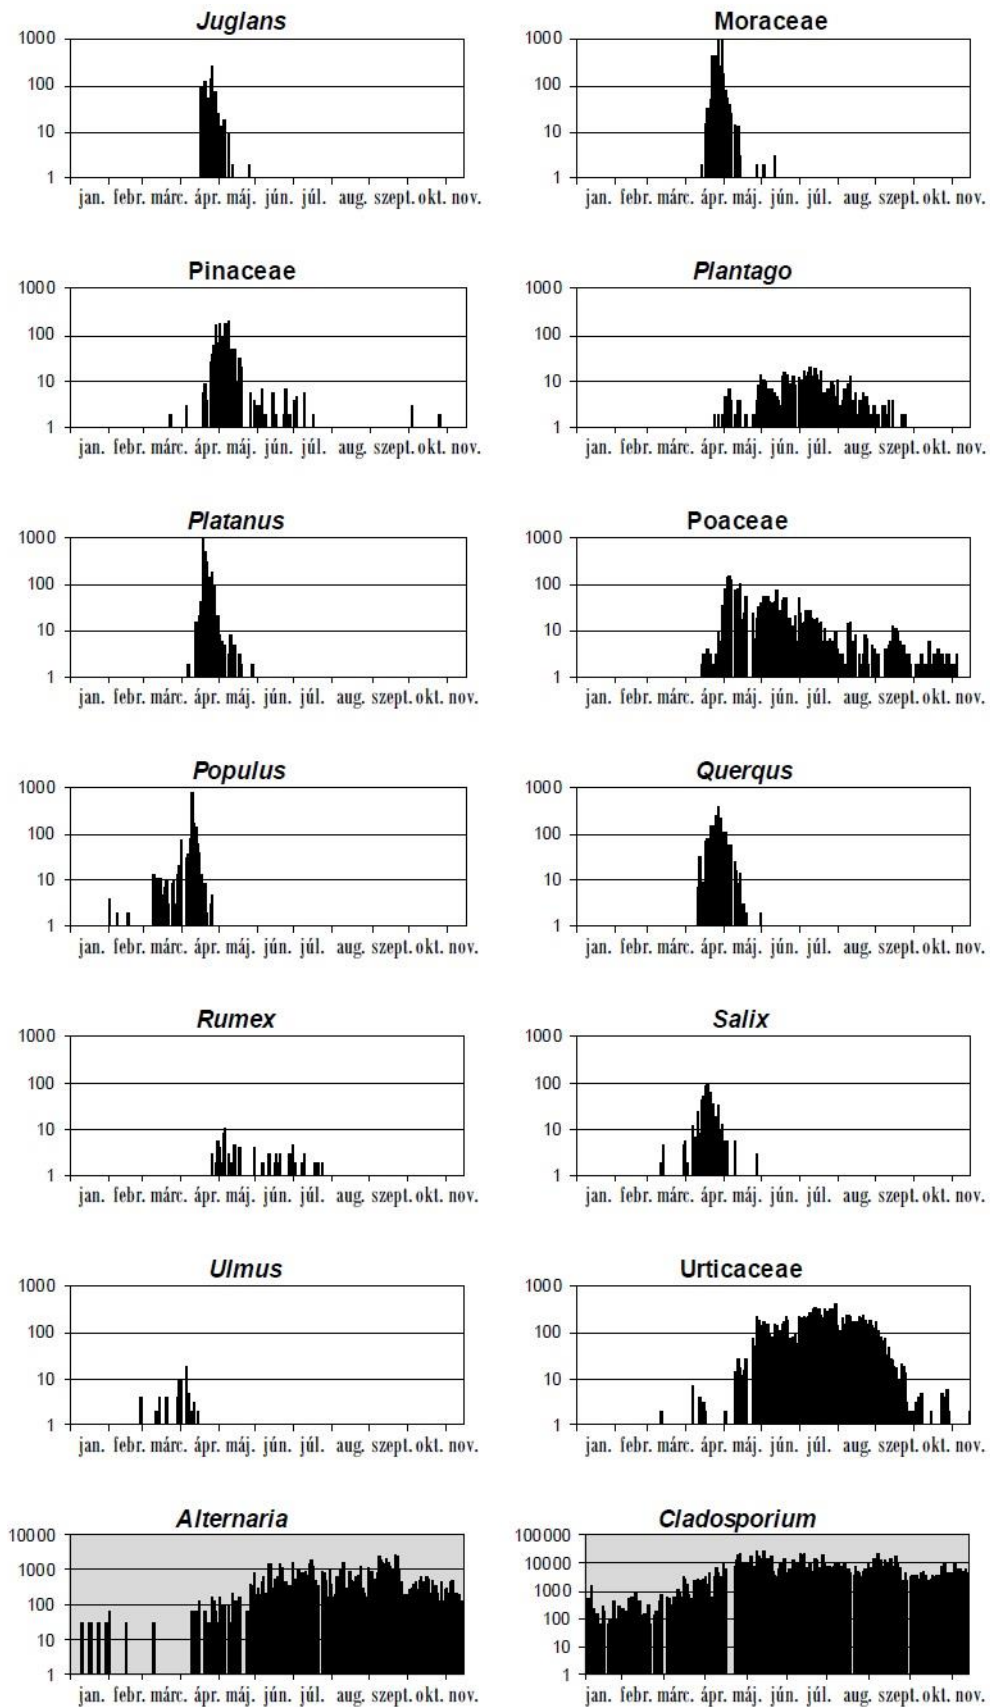 Juglans Moraceae
1000 1000
100 100
10 10
1 1
jan. febr. márc. ápr. máj. jún. júl. aug. szept. okt. nov. jan. febr. márc. ápr. máj. jún. júl. aug. szept. okt. nov.
Pinaceae Plantago
1000 1000
100 100
10 10
1 1
jan. febr. márc. ápr. máj. jún. júl. aug. szept. okt. nov. jan. febr. márc. ápr. máj. jún. júl. aug. szept. okt. nov.
Platanus Poaceae
1000 1000
100 100
10 10
1 1
jan. febr. márc. ápr. máj. jún. júl. aug. szept. okt. nov. jan. febr. márc. ápr. máj. jún. júl. aug. szept. okt. nov.
Populus Querqus
1000 1000
100 100
10 10
1 1
jan. febr. márc. ápr. máj. jún. júl. aug. szept. okt. nov. jan. febr. márc. ápr. máj. jún. júl. aug. szept. okt. nov.
Rumex Salix
1000 1000
100 100
10 10
1 1
jan. febr. márc. ápr. máj. jún. júl. aug. szept. okt. nov. jan. febr. márc. ápr. máj. jún. júl. aug. szept. okt. nov.
Ulmus Urticaceae
1000 1000
100 100
10 10
1 1
jan. febr. márc. ápr. máj. jún. júl. aug. szept. okt. nov. jan. febr. márc. ápr. máj. jún. júl. aug. szept. okt. nov.
Alternaria Cladosporium
10000 100000
1000 10000
100 1000
10 100
1 10
1
jan. febr. márc. ápr. máj. jún. júl. aug. szept. okt. nov. jan. febr. márc. ápr. máj. jún. júl. aug. szept. okt. nov.